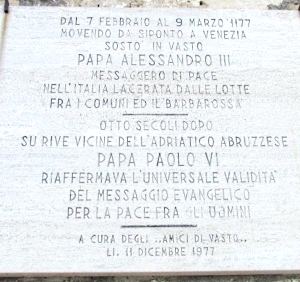 DAL 7 FEBBRAIO AL 9 MARZO 1177
MOVENDO DA SIPONTO A VENEZIA
SOSTO' IN VASTO
PAPA ALESSANDRO III
MESSAGGERO DI PACE
NELL'ITALIA LACERATA DALLE LOTTE
FRA I COMUNI ED IL BARBAROSSA
OTTO SECOLI DOPO
SU RIVE VICINE DELL'ADRIATICO ABRUZZESE
PAPA PAOLO VI
RIAFFERMAVA L'UNIVERSALE VALIDITA'
DEL MESSAGGIO EVANGELICO
PER LA PACE FRA GLI UOMINI
A CURA DEGLI „AMICI DI VASTO„
LI, 11 DICEMBRE 1977